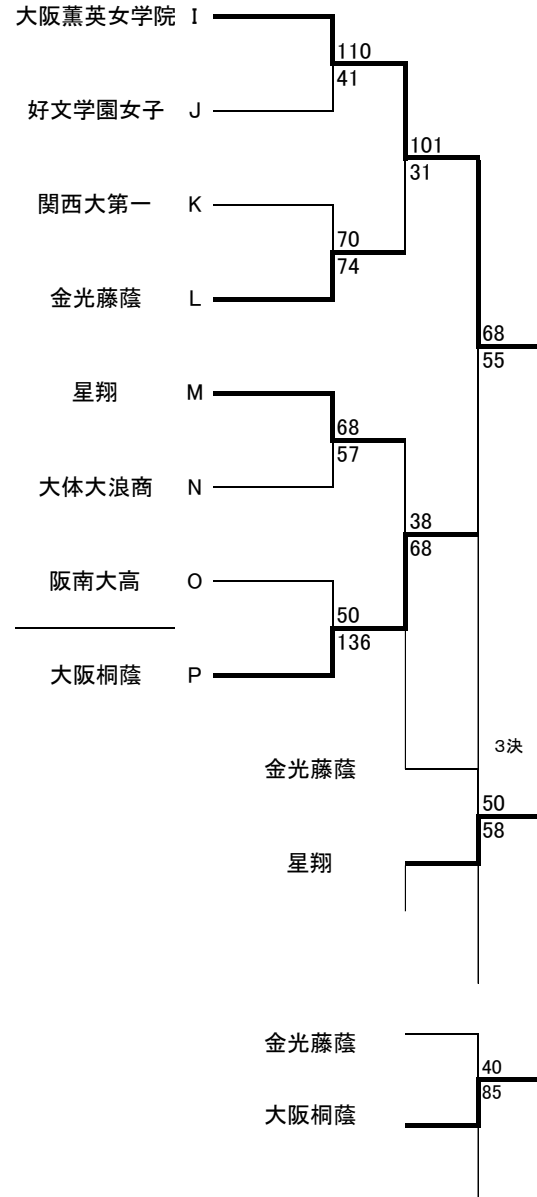 大阪薫英女学院 I
110
41
好文学園女子 J
101
31
関西大第一 K
70
74
金光藤蔭 L
68
55
星翔 M
68
57
大体大浪商 N
38
68
阪南大高 O
50
136
大阪桐蔭 P
3決
金光藤蔭
50
58
星翔
金光藤蔭
40
85
大阪桐蔭